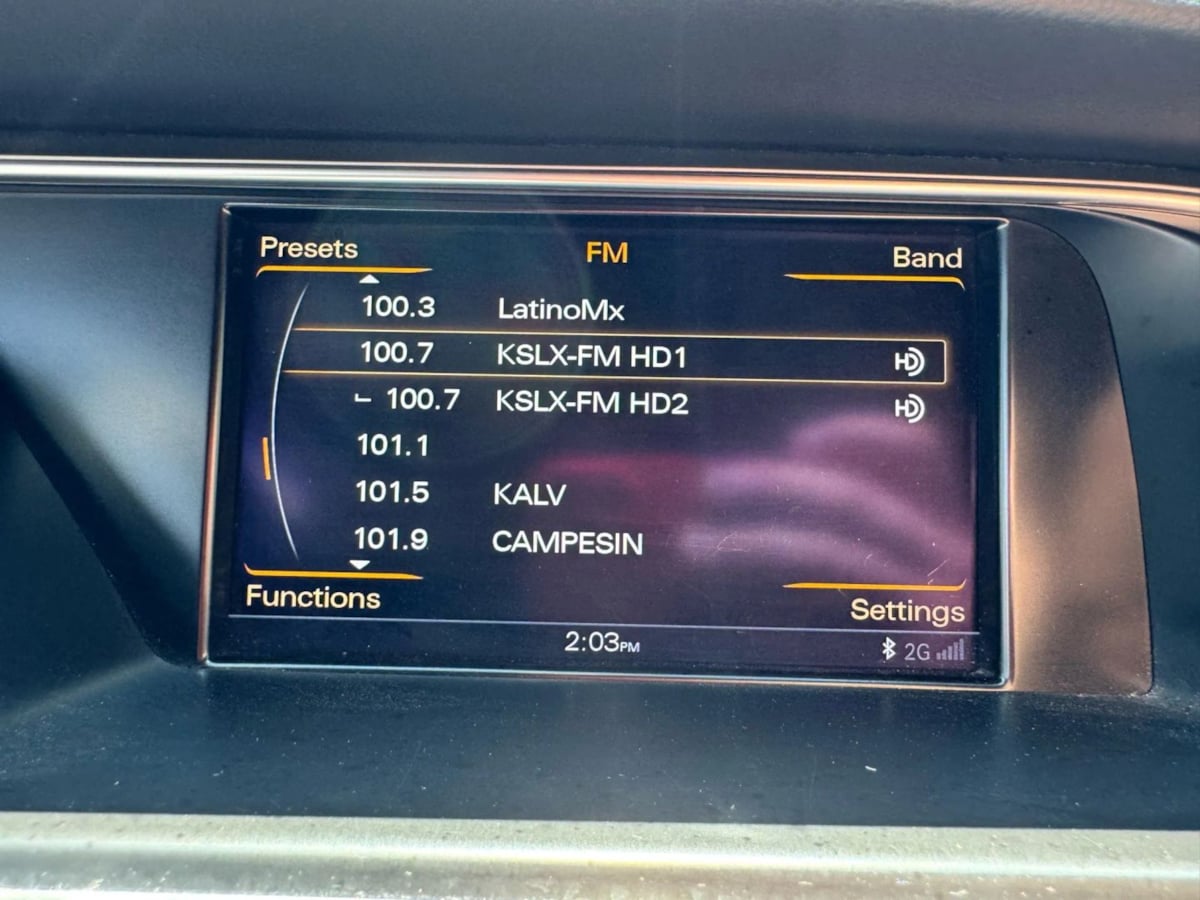 Presets FM Band
100.3 LatinoMx
100.7 KSLX-FM HD1 HD
100.7 KSLX-FM HD2 HD
101.1
101.5 KALV
101.9 CAMPESIN
Functions Settings
2:03PM 2G